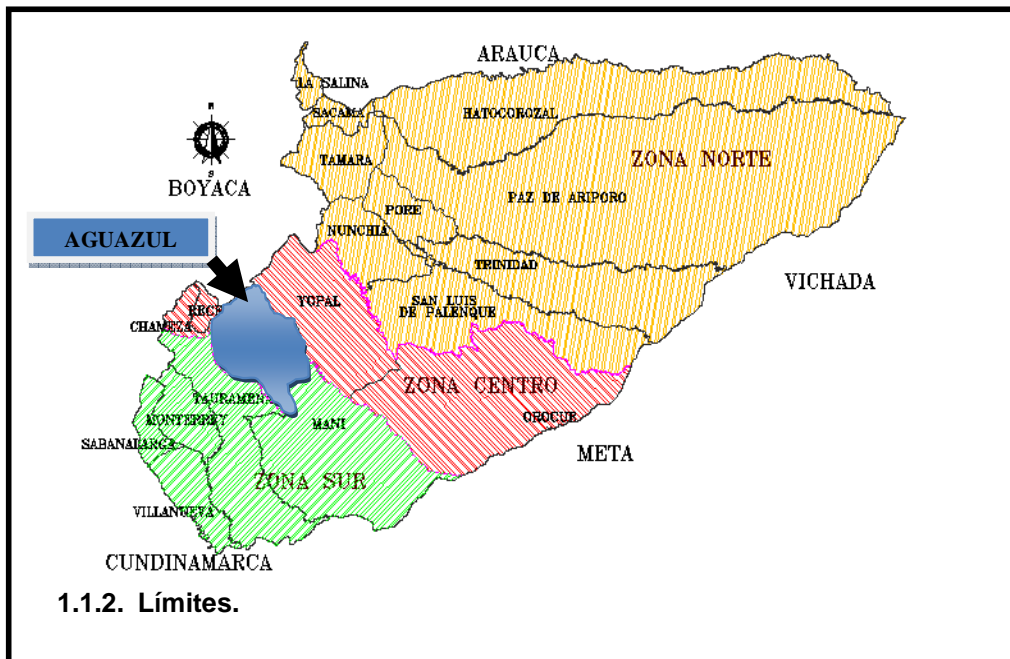 ARAUCA
LA SALINA
SACAMA
HATOCOROZAL
N
TAMARA
ZONA NORTE
S
BOYACA
PAZ DE ARIPORO
PORE
NUNCHIA
AGUAZUL
TRINIDAD
VICHADA
YOPAL
SAN LUIS
DE PALENQUE
RECE
CHAMEZA
ZONA CENTRO
TAURAMENA
OROCUE
MONTERREY
MANI
SABANALARGA
META
ZONA SUR
VILLANUEVA
CUNDINAMARCA
1.1.2. Límites.